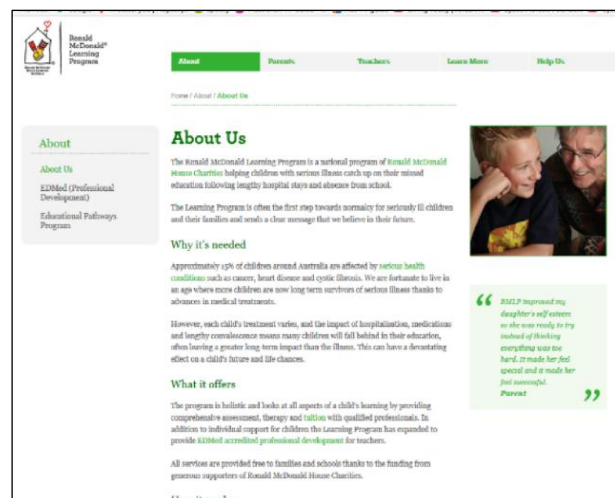 Ronald
McDonald®
Learning
Program
About
Parents
Teachers
Learn More
Help Us
Home / About / About Us
About
About Us
EDMed (Professional
Development)
Educational Pathways
Program
About Us
The Ronald McDonald Learning Program is a national program of Ronald McDonald
House Charities helping children with serious illness catch up on their missed
education following lengthy hospital stays and absence from school.
The Learning Program is often the first step towards normalcy for seriously ill children
and their families and sends a clear message that we believe in their future.
Why it's needed
Approximately 15% of children around Australia are affected by serious health
conditions such as cancer, heart disease and cystic fibrosis. We are fortunate to live in
an age where more children are now long term survivors of serious illness thanks to
advances in medical treatments.
However, each child's treatment varies, and the impact of hospitalisation, medications
and lengthy convalescence means many children will fall behind in their education,
often leaving a greater long-term impact than the illness. This can have a devastating
effect on a child's future and life chances.
What it offers
The program is holistic and looks at all aspects of a child's learning by providing
comprehensive assessment, therapy and tuition with qualified professionals. In
addition to individual support for children the Learning Program has expanded to
provide EDMed accredited professional development for teachers.
All services are provided free to families and schools thanks to the funding from
generous supporters of Ronald McDonald House Charities.
“ RMLP improved my
daughter's self esteem
so she was ready to try
instead of thinking
everything was too
hard. It made her feel
special and it made her
feel successful.
Parent ”